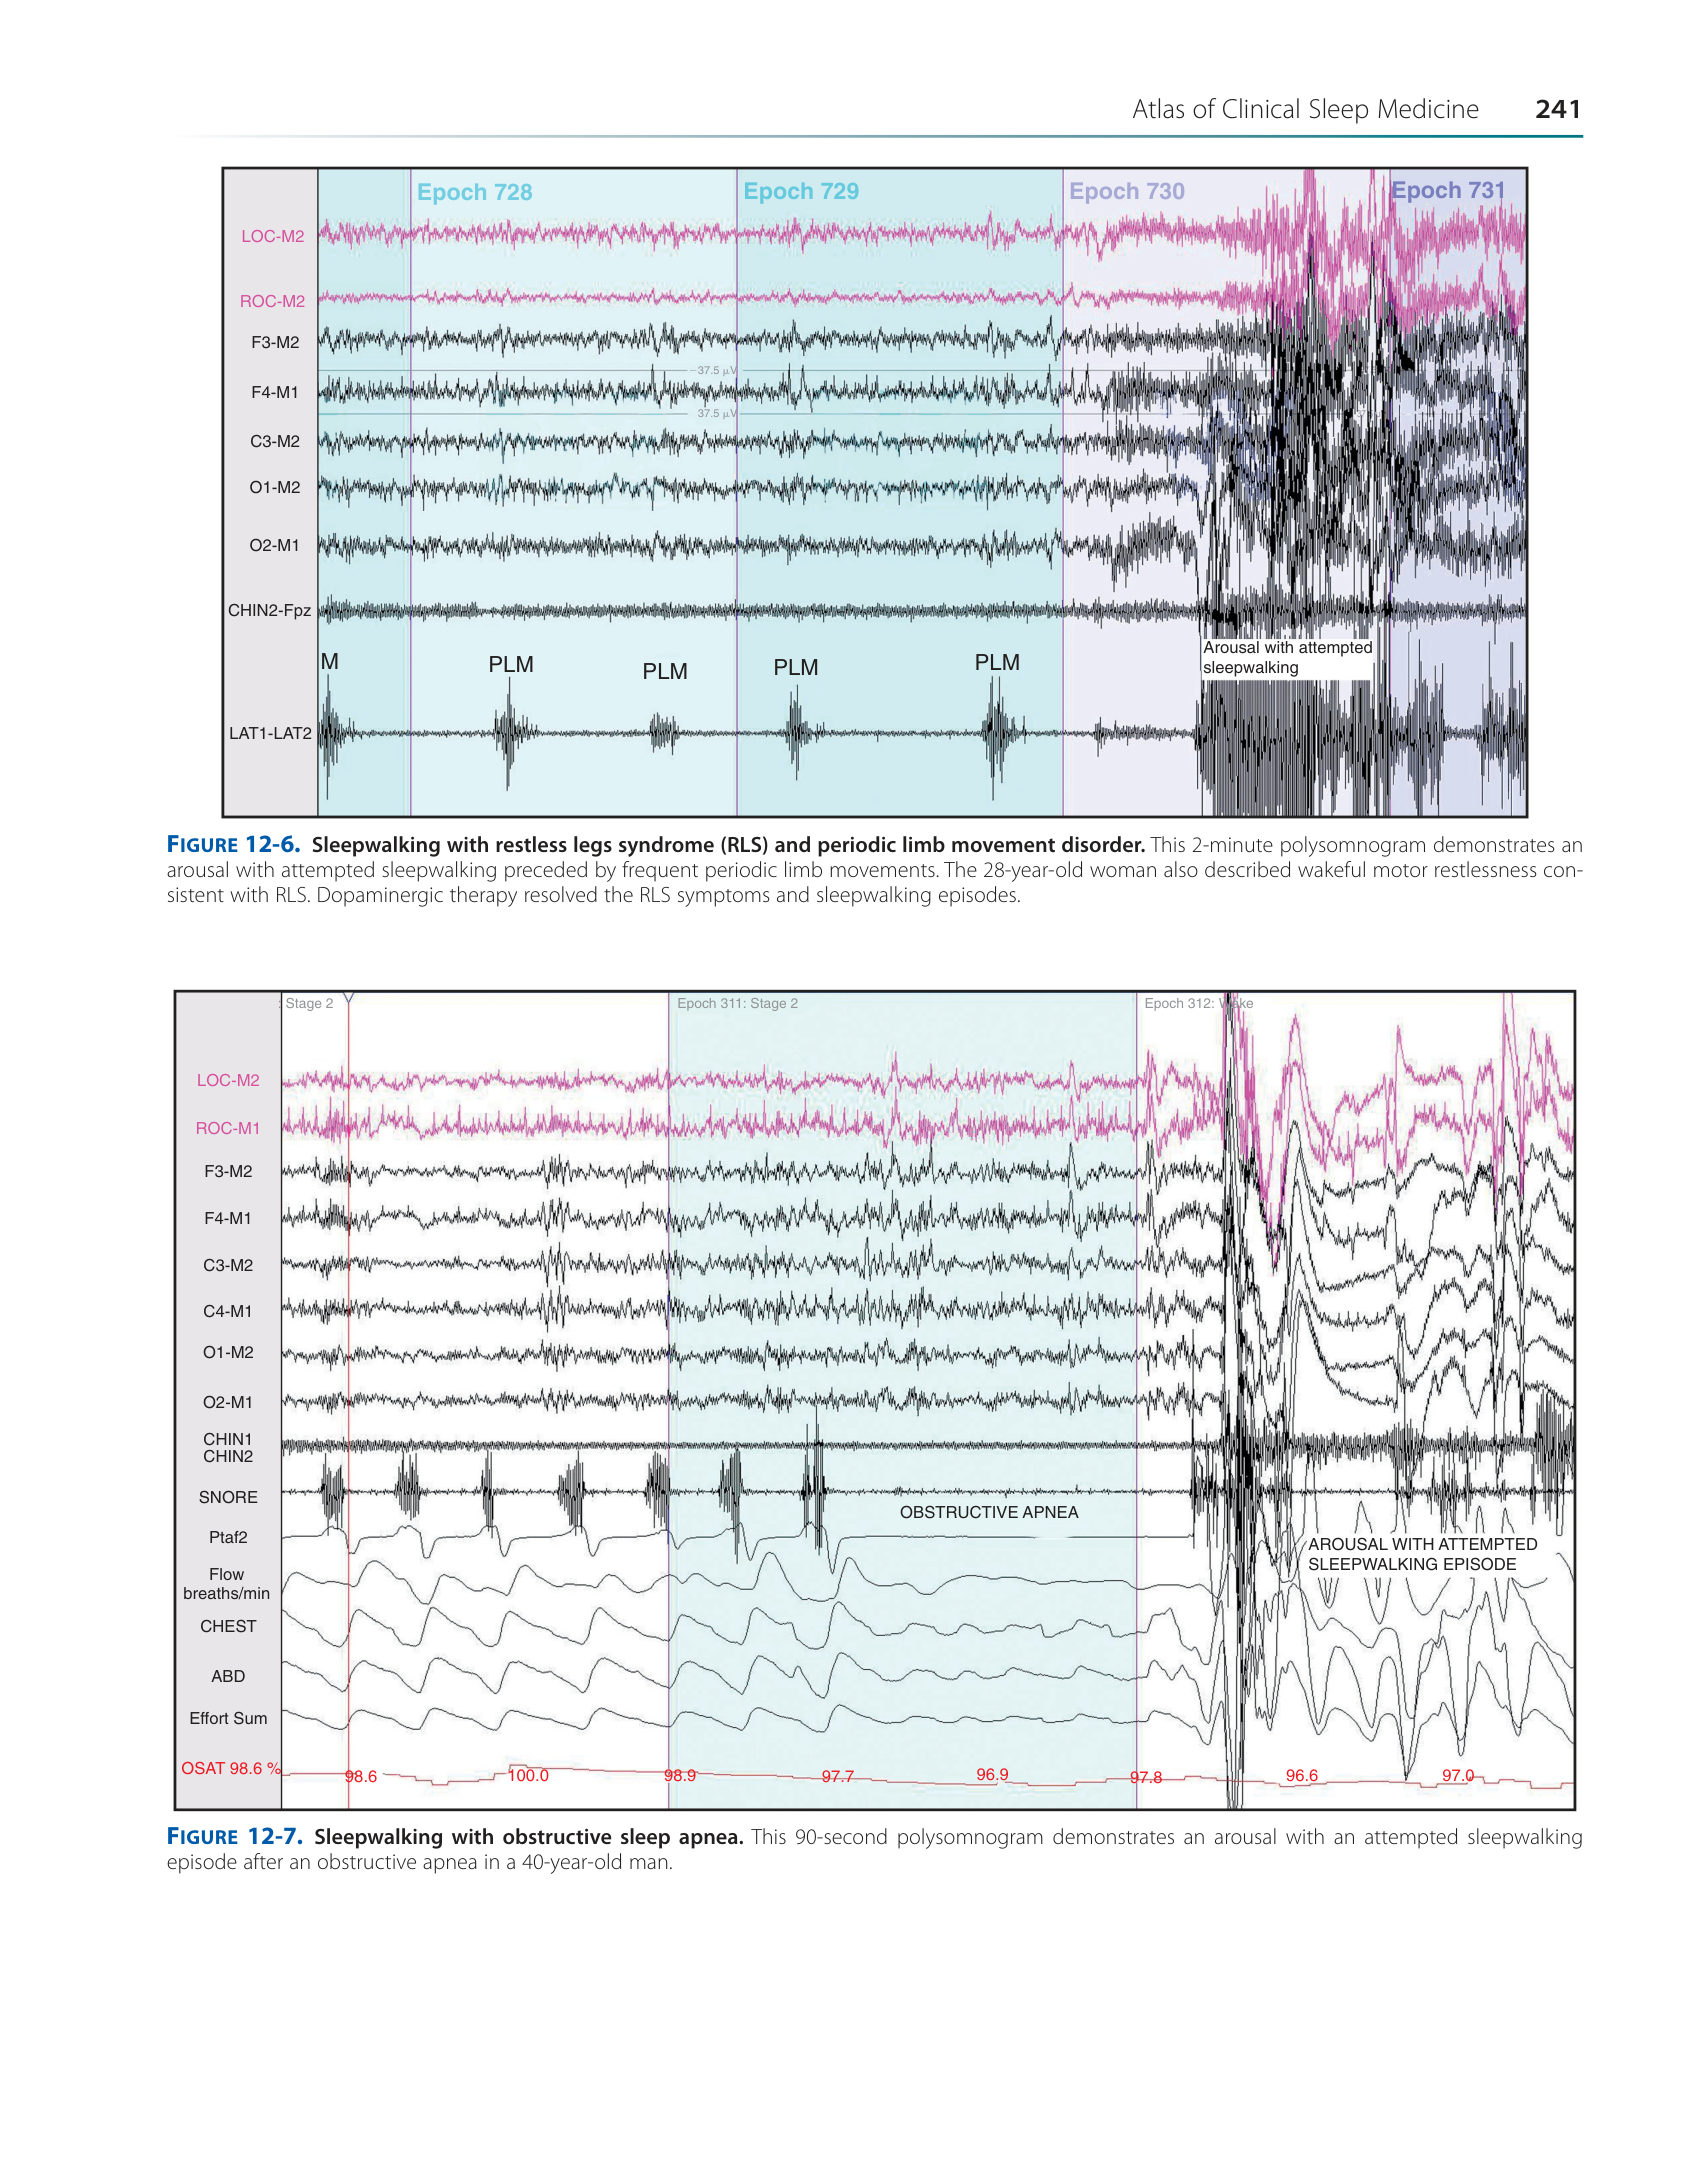 Atlas of Clinical Sleep Medicine 241
Epoch 728 Epoch 729 Epoch 730 Epoch 731
LOC-M2
ROC-M2
F3-M2
-37.5 µV
F4-M1
37.5 µV
C3-M2
O1-M2
O2-M1
CHIN2-Fpz
Arousal with attempted
sleepwalking
M PLM PLM PLM PLM
LAT1-LAT2
FIGURE 12-6. Sleepwalking with restless legs syndrome (RLS) and periodic limb movement disorder. This 2-minute polysomnogram demonstrates an
arousal with attempted sleepwalking preceded by frequent periodic limb movements. The 28-year-old woman also described wakeful motor restlessness con-
sistent with RLS. Dopaminergic therapy resolved the RLS symptoms and sleepwalking episodes.
: Stage 2 Epoch 311: Stage 2 Epoch 312: Wake
LOC-M2
ROC-M1
F3-M2
F4-M1
C3-M2
C4-M1
O1-M2
O2-M1
CHIN1
CHIN2
SNORE
OBSTRUCTIVE APNEA
Ptaf2
AROUSAL WITH ATTEMPTED
SLEEPWALKING EPISODE
Flow
breaths/min
CHEST
ABD
Effort Sum
OSAT 98.6 % 98.6 100.0 98.9 97.7 96.9 97.8 96.6 97.0
FIGURE 12-7. Sleepwalking with obstructive sleep apnea. This 90-second polysomnogram demonstrates an arousal with an attempted sleepwalking
episode after an obstructive apnea in a 40-year-old man.